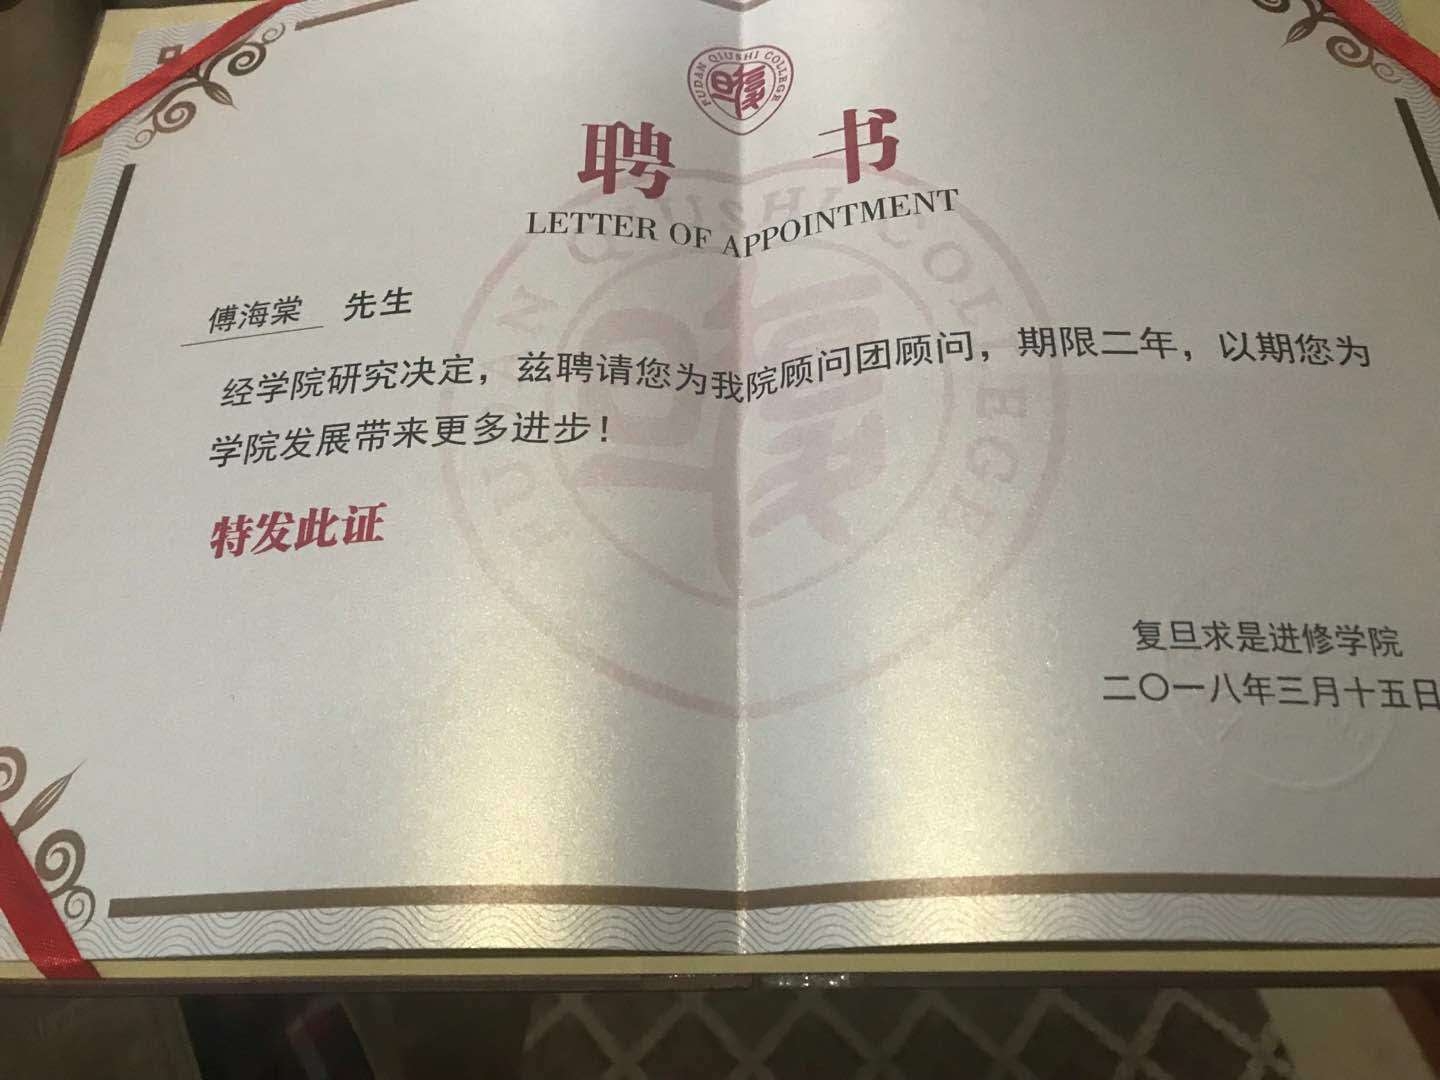 FUDAN QIUSHI COLLEGE
聘 书
LETTER OF APPOINTMENT
傅海棠 先生
经学院研究决定，兹聘请您为我院顾问团顾问，期限二年，以期您为
学院发展带来更多进步！
特发此证
复旦求是进修学院
二〇一八年三月十五日